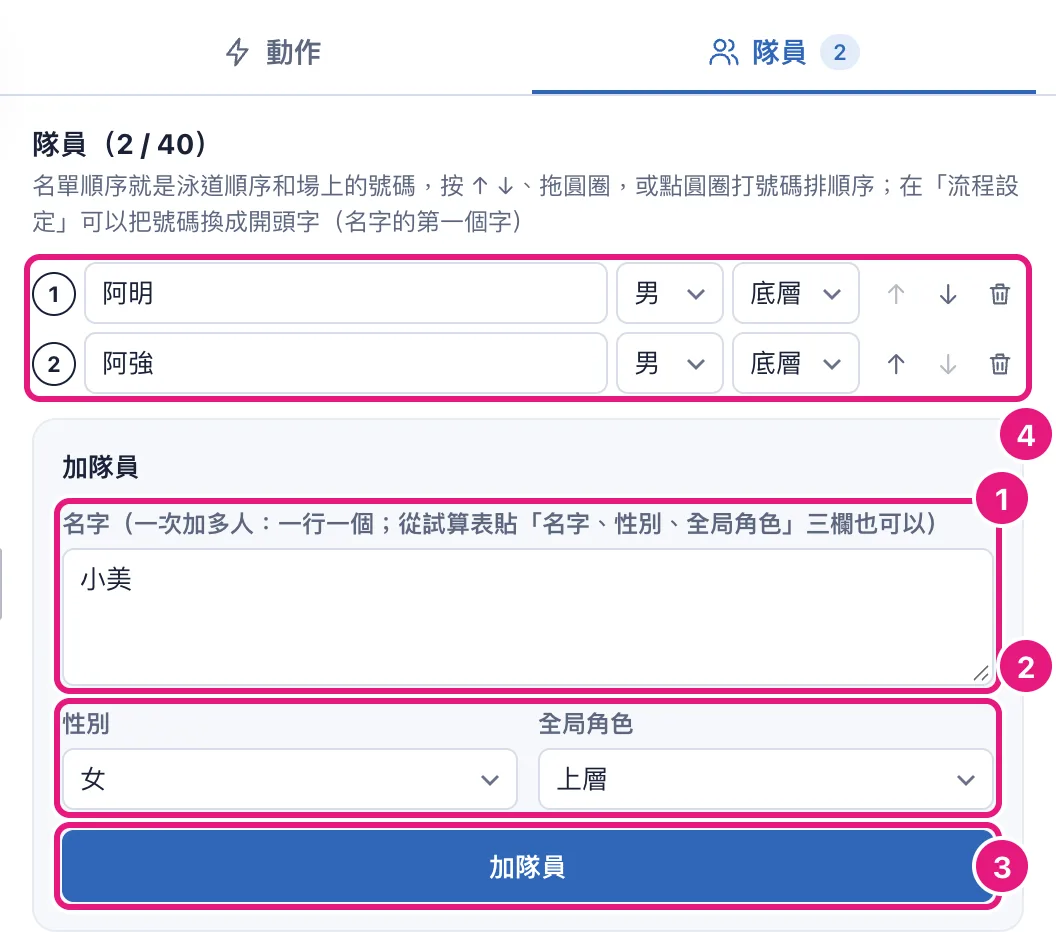 動作
隊員 2
隊員（2 / 40）
名單順序就是泳道順序和場上的號碼，按 ↑ ↓、拖圓圈，或點圓圈打號碼排順序；在「流程設
定」可以把號碼換成開頭字（名字的第一個字）
1 阿明 男 底層 ↑ ↓
2 阿強 男 底層 ↑ ↓
4
加隊員
1
名字（一次加多人：一行一個；從試算表貼「名字、性別、全局角色」三欄也可以）
小美
2
性別 全局角色
女 上層
加隊員 3